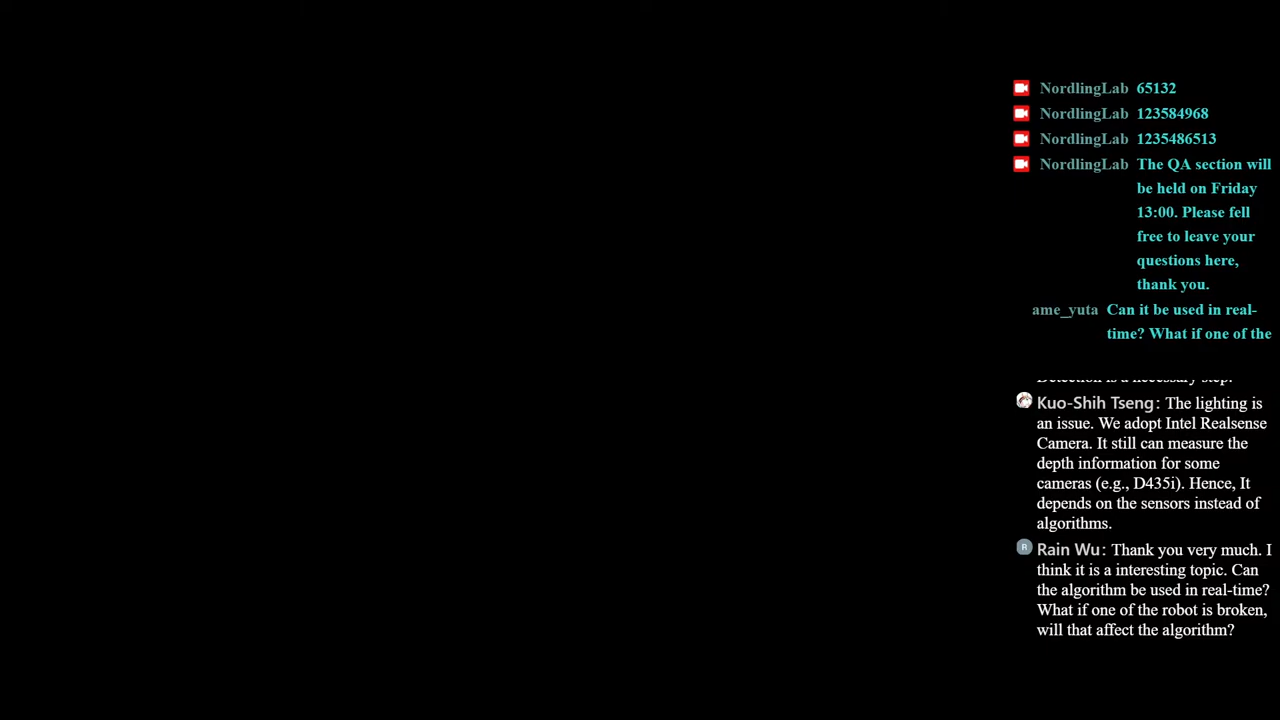 NordlingLab 65132
NordlingLab 123584968
NordlingLab 1235486513
NordlingLab The QA section will
be held on Friday
13:00. Please fell
free to leave your
questions here,
thank you.
ame_yuta Can it be used in real-
time? What if one of the
Detection is a necessary step.
Kuo-Shih Tseng: The lighting is
an issue. We adopt Intel Realsense
Camera. It still can measure the
depth information for some
cameras (e.g., D435i). Hence, It
depends on the sensors instead of
algorithms.
R Rain Wu: Thank you very much. I
think it is a interesting topic. Can
the algorithm be used in real-time?
What if one of the robot is broken,
will that affect the algorithm?